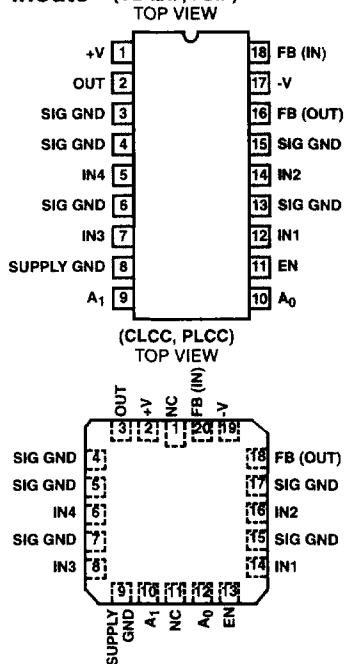 TOP VIEW
+V 1 18 FB (IN)
OUT 2 17 -V
SIG GND 3 16 FB (OUT)
SIG GND 4 15 SIG GND
IN4 5 14 IN2
SIG GND 6 13 SIG GND
IN3 7 12 IN1
SUPPLY GND 8 11 EN
A1 9 10 A0
(CLCC, PLCC)
TOP VIEW
OUT +V NC FB (IN) -V
3 2 1 20 19
SIG GND 4 18 FB (OUT)
SIG GND 5 17 SIG GND
IN4 6 16 IN2
SIG GND 7 15 SIG GND
IN3 8 14 IN1
9 10 11 12 13
SUPPLY GND A1 NC A0 EN